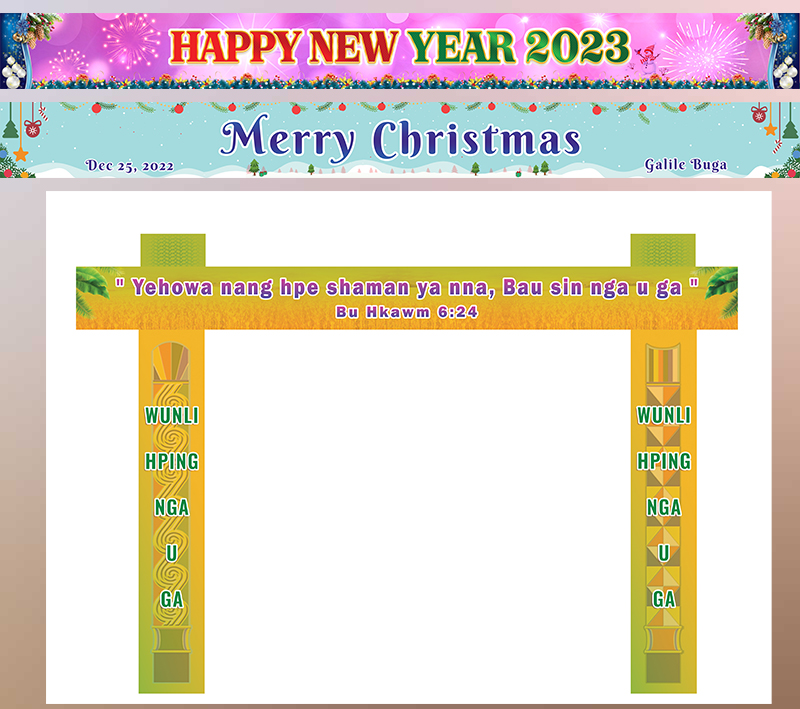 HAPPY NEW YEAR 2023
Merry Christmas
Dec 25, 2022
Galile Buga
" Yehowa nang hpe shaman ya nna, Bau sin nga u ga "
Bu Hkawm 6:24
WUNLI
HPING
NGA
U
GA
WUNLI
HPING
NGA
U
GA